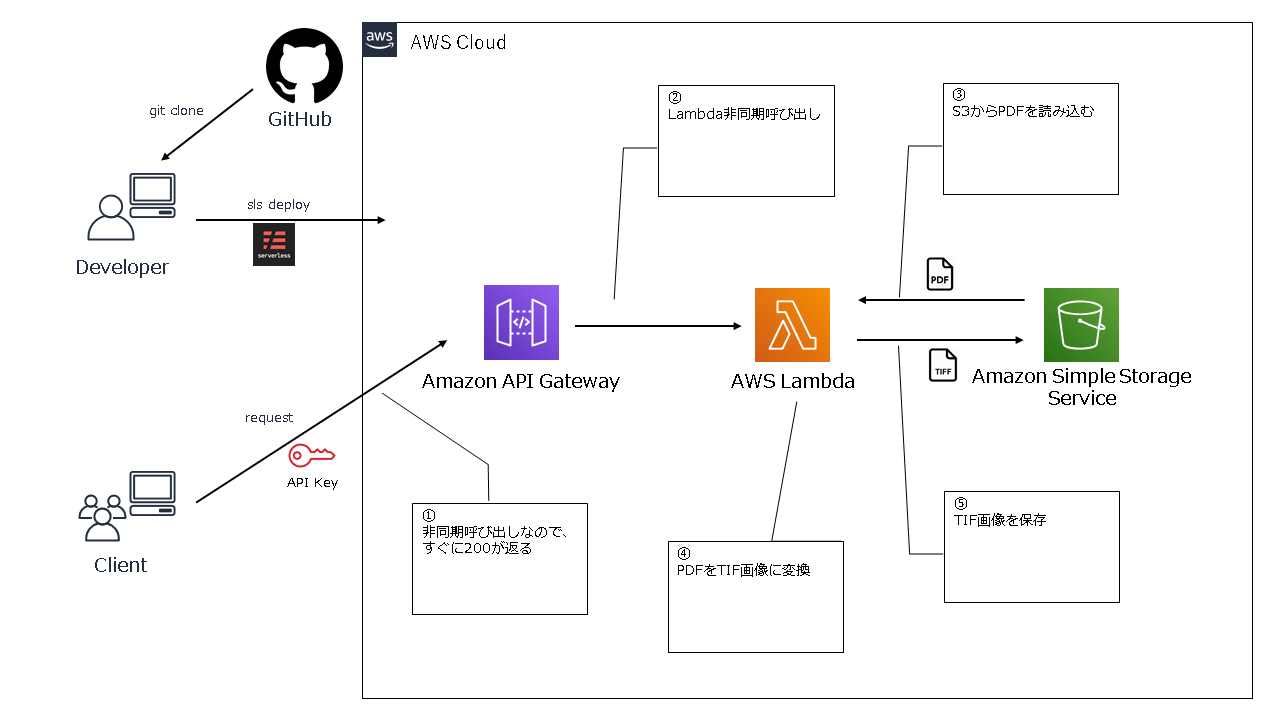 aws
AWS Cloud
GitHub
git clone
Developer
sls deploy
serverless
②
Lambda非同期呼び出し
③
S3からPDFを読み込む
PDF
Amazon API Gateway
AWS Lambda
TIFF
Amazon Simple Storage
Service
request
API Key
Client
①
非同期呼び出しなので、
すぐに200が返る
④
PDFをTIF画像に変換
⑤
TIF画像を保存